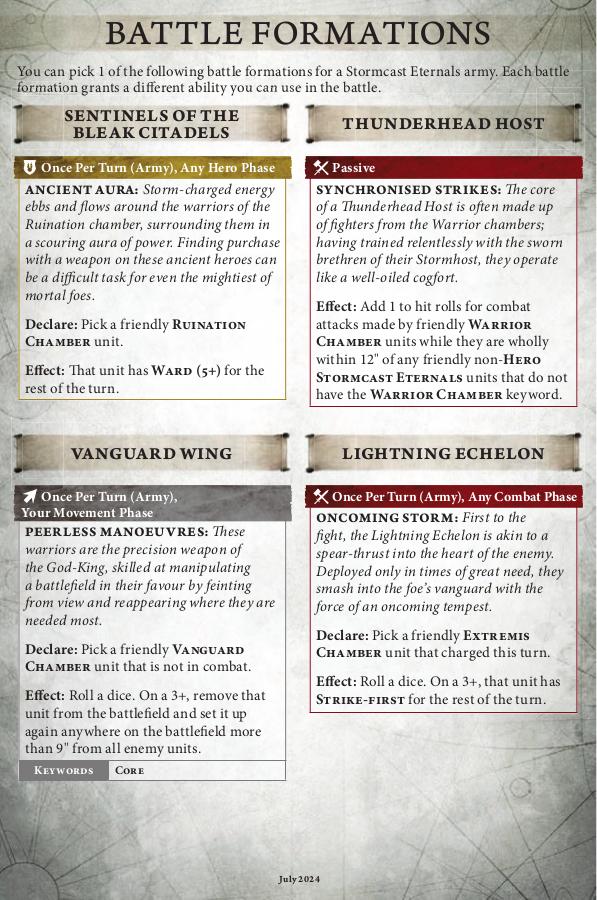 BATTLE FORMATIONS
You can pick 1 of the following battle formations for a Stormcast Eternals army. Each battle
formation grants a different ability you can use in the battle.
SENTINELS OF THE
BLEAK CITADELS
Once Per Turn (Army), Any Hero Phase
ANCIENT AURA: Storm-charged energy
ebbs and flows around the warriors of the
Ruination chamber, surrounding them in
a scouring aura of power. Finding purchase
with a weapon on these ancient heroes can
be a difficult task for even the mightiest of
mortal foes.
Declare: Pick a friendly RUINATION
CHAMBER unit.
Effect: That unit has WARD (5+) for the
rest of the turn.
THUNDERHEAD HOST
Passive
SYNCHRONISED STRIKES: The core
of a Thunderhead Host is often made up
of fighters from the Warrior chambers;
having trained relentlessly with the sworn
brethren of their Stormhost, they operate
like a well-oiled cogfort.
Effect: Add 1 to hit rolls for combat
attacks made by friendly WARRIOR
CHAMBER units while they are wholly
within 12" of any friendly non-HERO
STORMCAST ETERNALS units that do not
have the WARRIOR CHAMBER keyword.
VANGUARD WING
Once Per Turn (Army),
Your Movement Phase
PEERLESS MANOEUVRES: These
warriors are the precision weapon of
the God-King, skilled at manipulating
a battlefield in their favour by feinting
from view and reappearing where they are
needed most.
Declare: Pick a friendly VANGUARD
CHAMBER unit that is not in combat.
Effect: Roll a dice. On a 3+, remove that
unit from the battlefield and set it up
again anywhere on the battlefield more
than 9" from all enemy units.
KEYWORDS CORE
LIGHTNING ECHELON
Once Per Turn (Army), Any Combat Phase
ONCOMING STORM: First to the
fight, the Lightning Echelon is akin to a
spear-thrust into the heart of the enemy.
Deployed only in times of great need, they
smash into the foe's vanguard with the
force of an oncoming tempest.
Declare: Pick a friendly EXTREMIS
CHAMBER unit that charged this turn.
Effect: Roll a dice. On a 3+, that unit has
STRIKE-FIRST for the rest of the turn.
July 2024